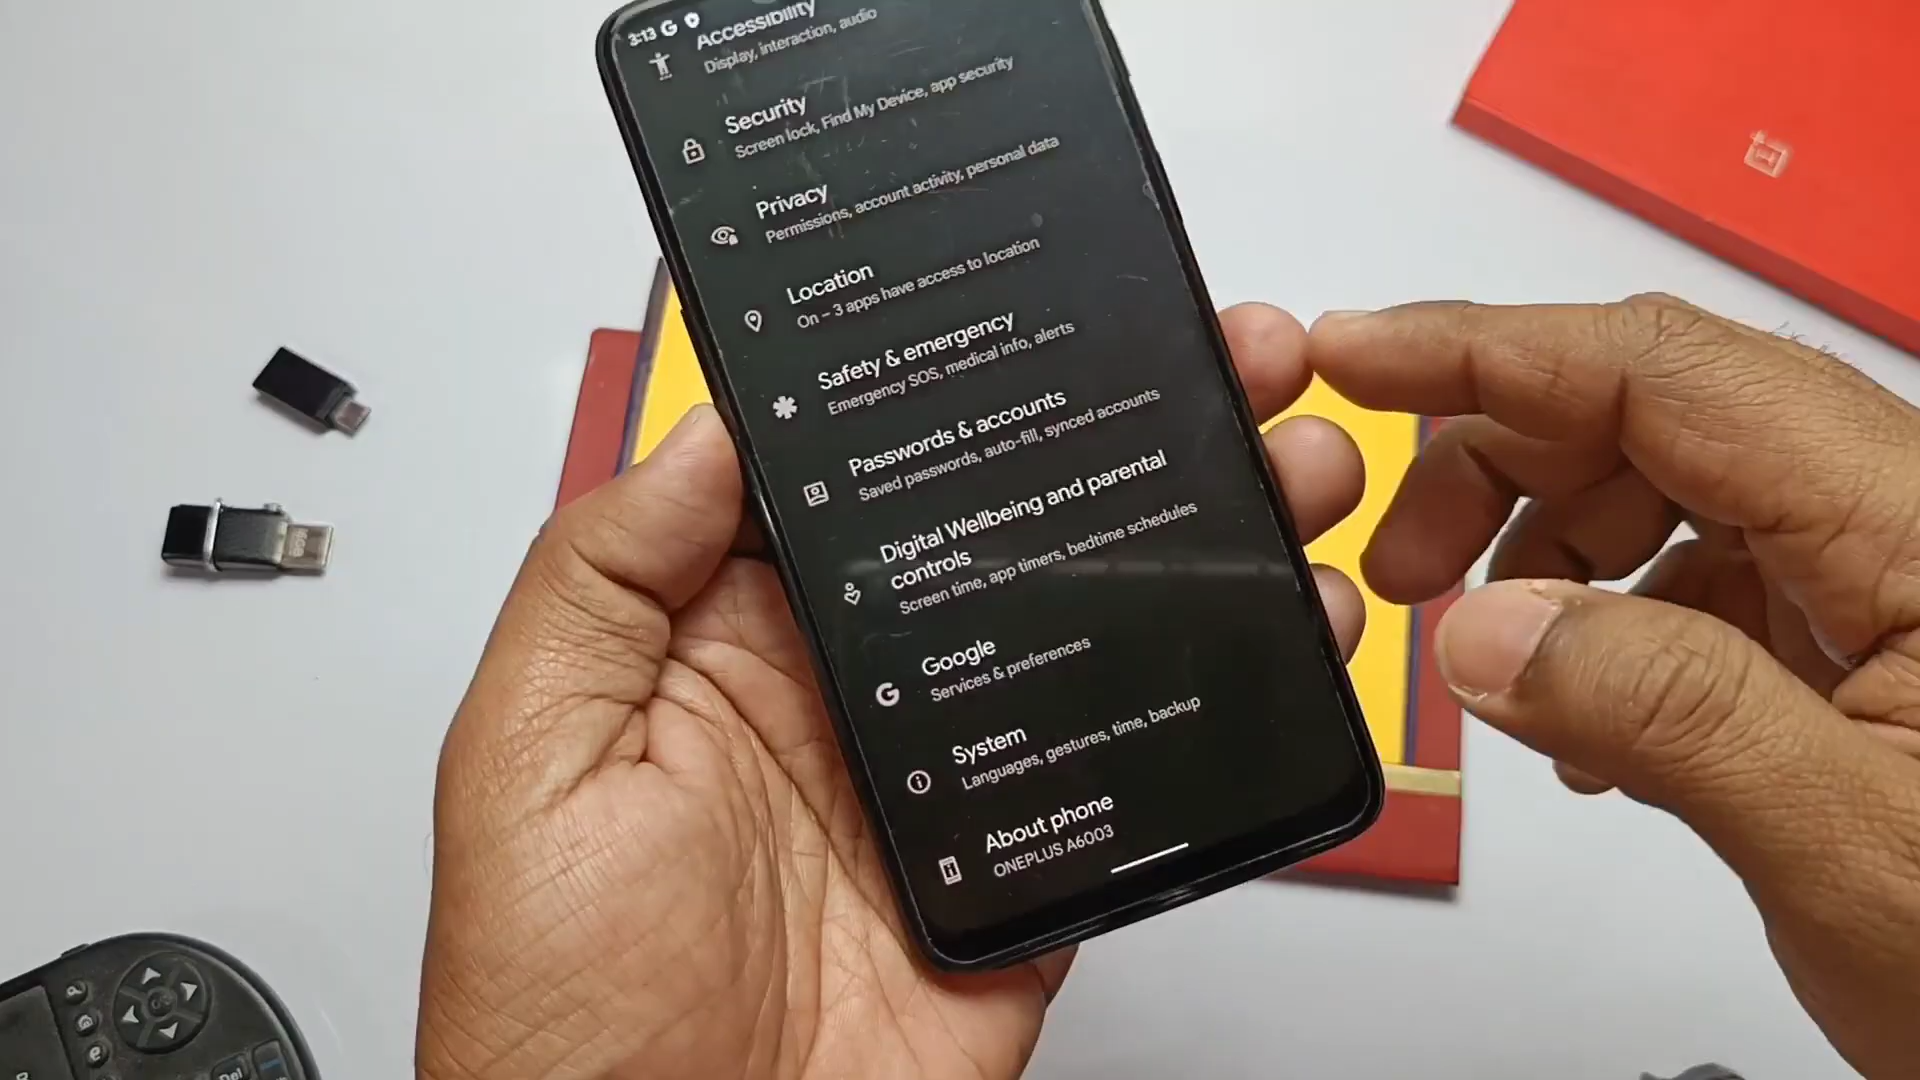 3:13 G
Accessibility
Display, interaction, audio
Security
Screen lock, Find My Device, app security
Privacy
Permissions, account activity, personal data
Location
On – 3 apps have access to location
Safety & emergency
Emergency SOS, medical info, alerts
Passwords & accounts
Saved passwords, auto-fill, synced accounts
Digital Wellbeing and parental
controls
Screen time, app timers, bedtime schedules
G
Google
Services & preferences
System
Languages, gestures, time, backup
About phone
ONEPLUS A6003
Del